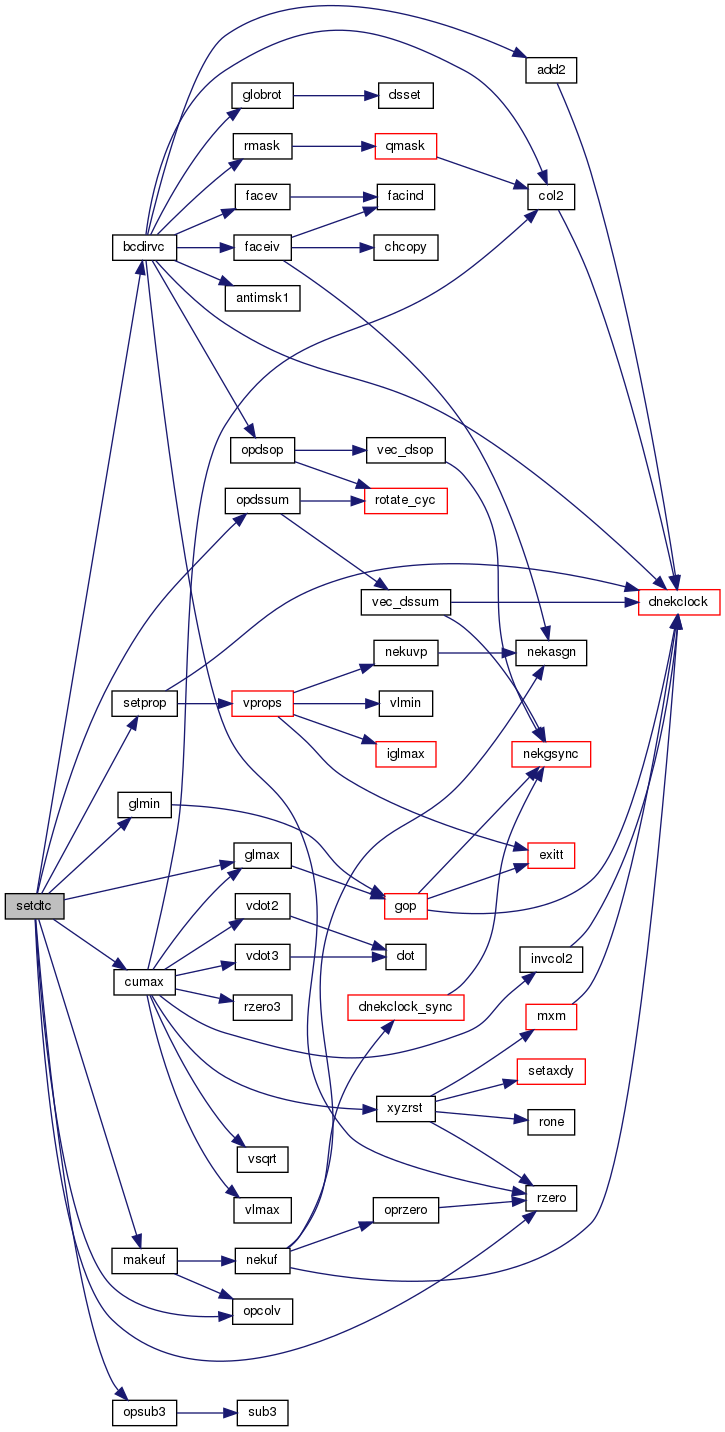 add2
globrot
dsset
rmask
qmask
facev
facind
col2
bcdirvc
faceiv
chcopy
antimsk1
opdsop
vec_dsop
opdssum
rotate_cyc
vec_dssum
dnekclock
nekuvp
nekasgn
setprop
vprops
vlmin
iglmax
nekgsync
glmin
glmax
exitt
setdtc
vdot2
gop
vdot3
dot
invcol2
cumax
rzero3
dnekclock_sync
mxm
setaxdy
xyzrst
rone
vsqrt
rzero
vlmax
oprzero
makeuf
nekuf
opcolv
opsub3
sub3